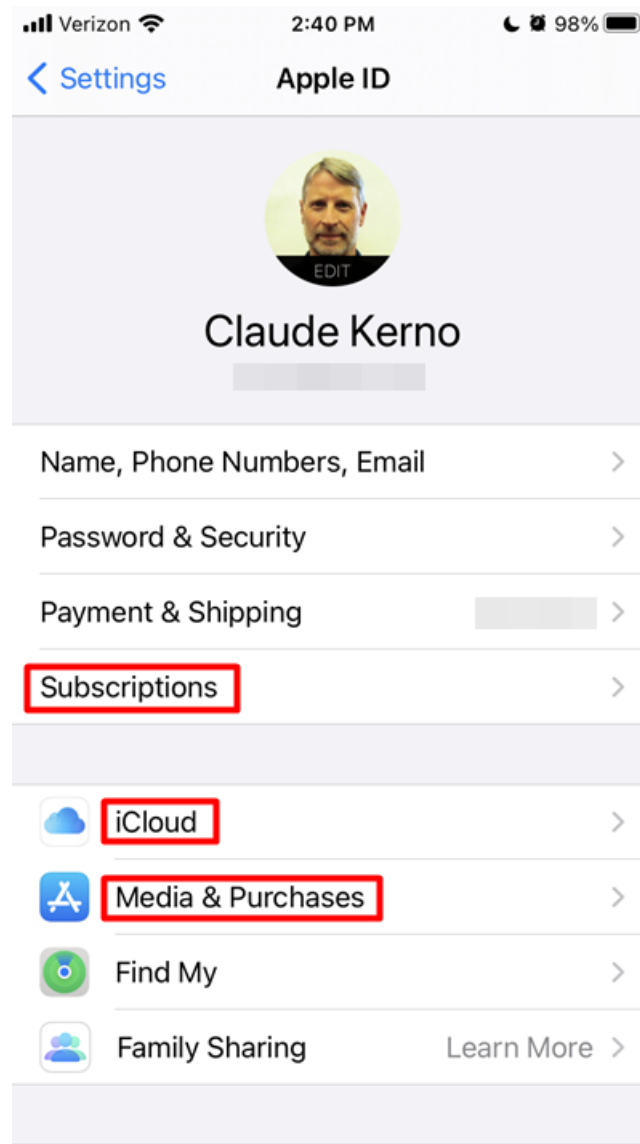 Verizon 2:40 PM 98%
Settings Apple ID
EDIT
Claude Kerno
Name, Phone Numbers, Email
Password & Security
Payment & Shipping
Subscriptions
iCloud
Media & Purchases
Find My
Family Sharing Learn More